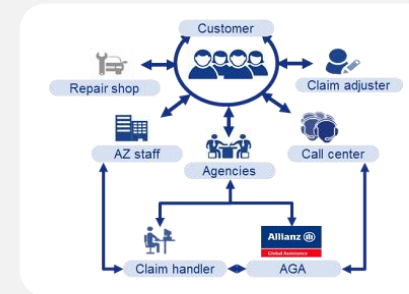 Customer
Repair shop
Claim adjuster
AZ staff
Call center
Agencies
Allianz
Global Assistance
Claim handler
AGA